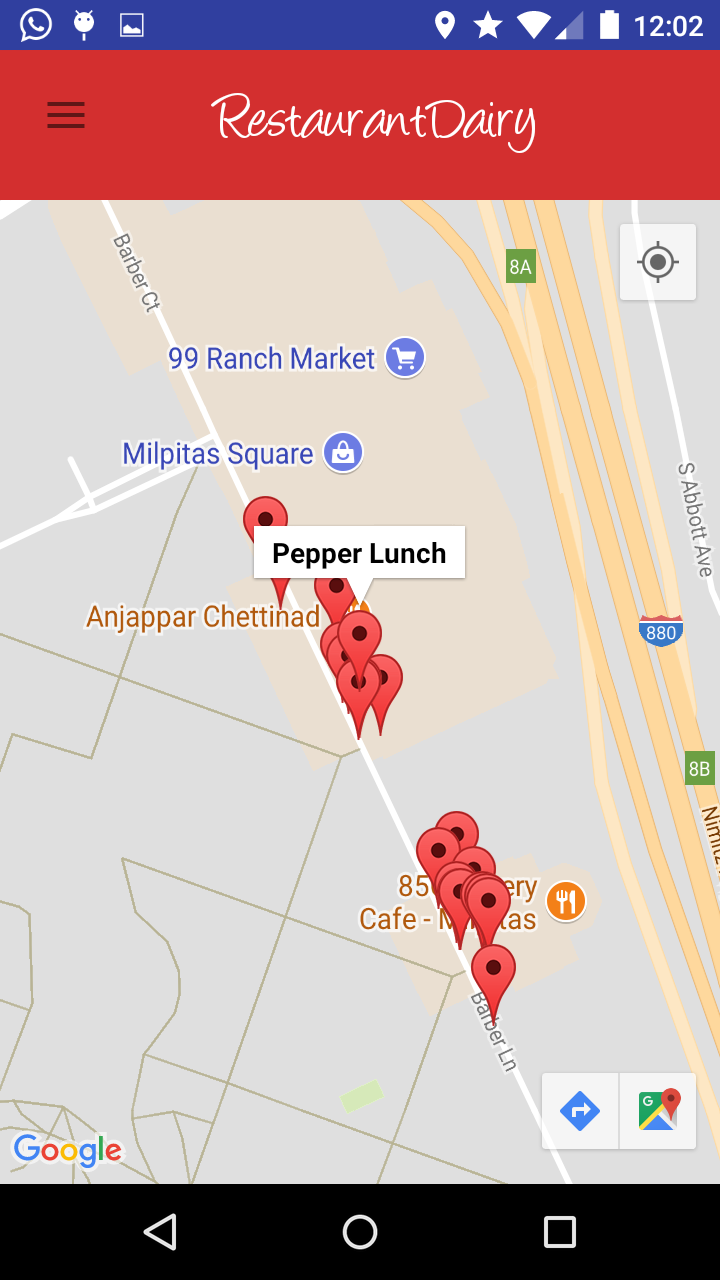 12:02
RestaurantDairy
Barber Ct
8A
99 Ranch Market
Milpitas Square
S Abbott Ave
Pepper Lunch
Anjappar Chettinad
880
8B
Cafe -
Barber Ln
G
Google